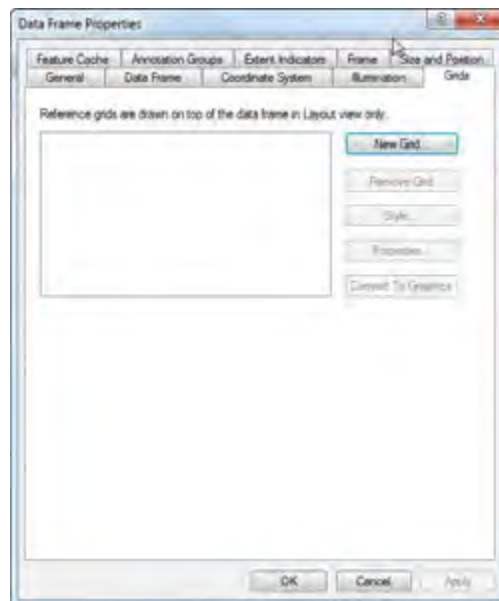 Data Frame Properties
Feature Cache Annotation Groups Extent Indicators Frame Size and Position
General Data Frame Coordinate System Illumination Grids
Reference grids are drawn on top of the data frame in Layout view only.
New Grid...
Remove Grid
Style...
Properties...
Convert To Graphics
OK Cancel Apply